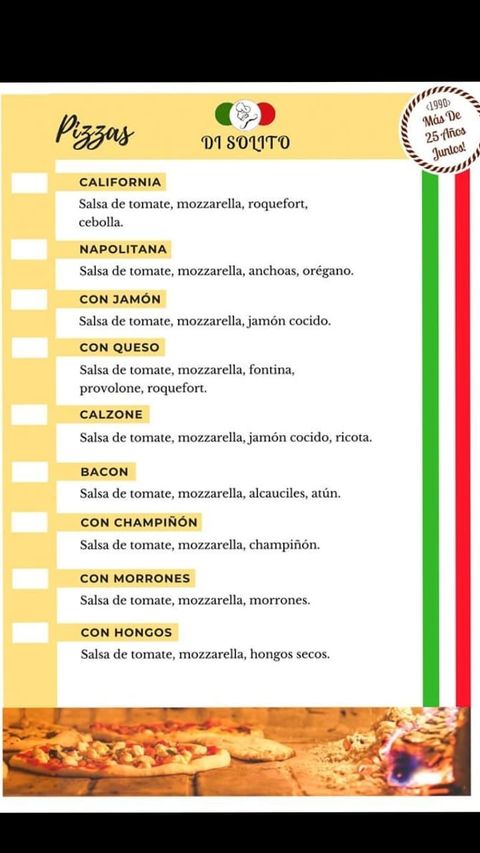 Pizzas
DI SOLITO
<1990>
Más De
25 Años
Juntos!
CALIFORNIA
Salsa de tomate, mozzarella, roquefort,
cebolla.
NAPOLITANA
Salsa de tomate, mozzarella, anchoas, orégano.
CON JAMÓN
Salsa de tomate, mozzarella, jamón cocido.
CON QUESO
Salsa de tomate, mozzarella, fontina,
provolone, roquefort.
CALZONE
Salsa de tomate, mozzarella, jamón cocido, ricota.
BACON
Salsa de tomate, mozzarella, alcauciles, atún.
CON CHAMPIÑÓN
Salsa de tomate, mozzarella, champiñón.
CON MORRONES
Salsa de tomate, mozzarella, morrones.
CON HONGOS
Salsa de tomate, mozzarella, hongos secos.